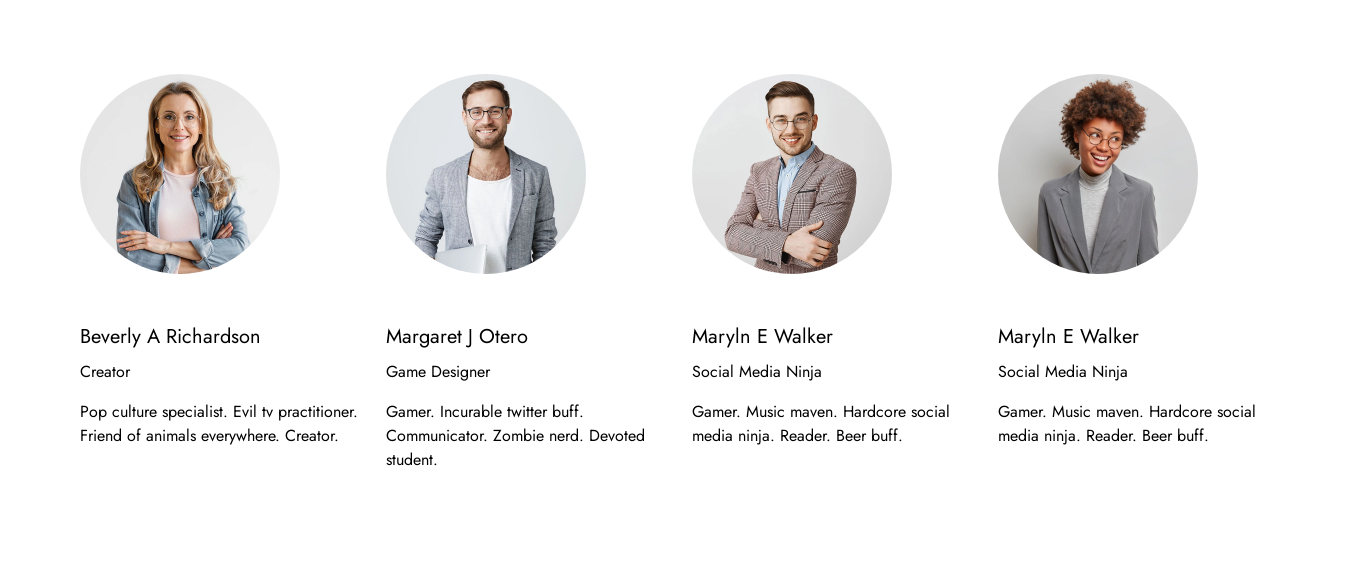 Beverly A Richardson
Creator
Pop culture specialist. Evil tv practitioner.
Friend of animals everywhere. Creator.
Margaret J Otero
Game Designer
Gamer. Incurable twitter buff.
Communicator. Zombie nerd. Devoted
student.
Maryln E Walker
Social Media Ninja
Gamer. Music maven. Hardcore social
media ninja. Reader. Beer buff.
Maryln E Walker
Social Media Ninja
Gamer. Music maven. Hardcore social
media ninja. Reader. Beer buff.